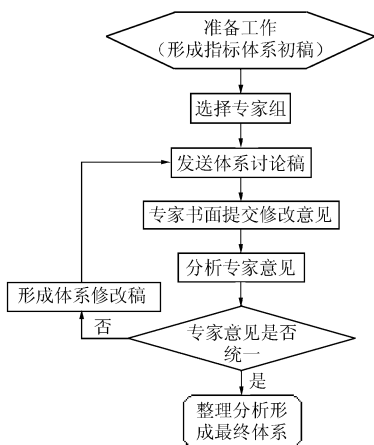 准备工作
（形成指标体系初稿）
选择专家组
发送体系讨论稿
专家书面提交修改意见
分析专家意见
形成体系修改稿
否
专家意见是否
统一
是
整理分析形
成最终体系